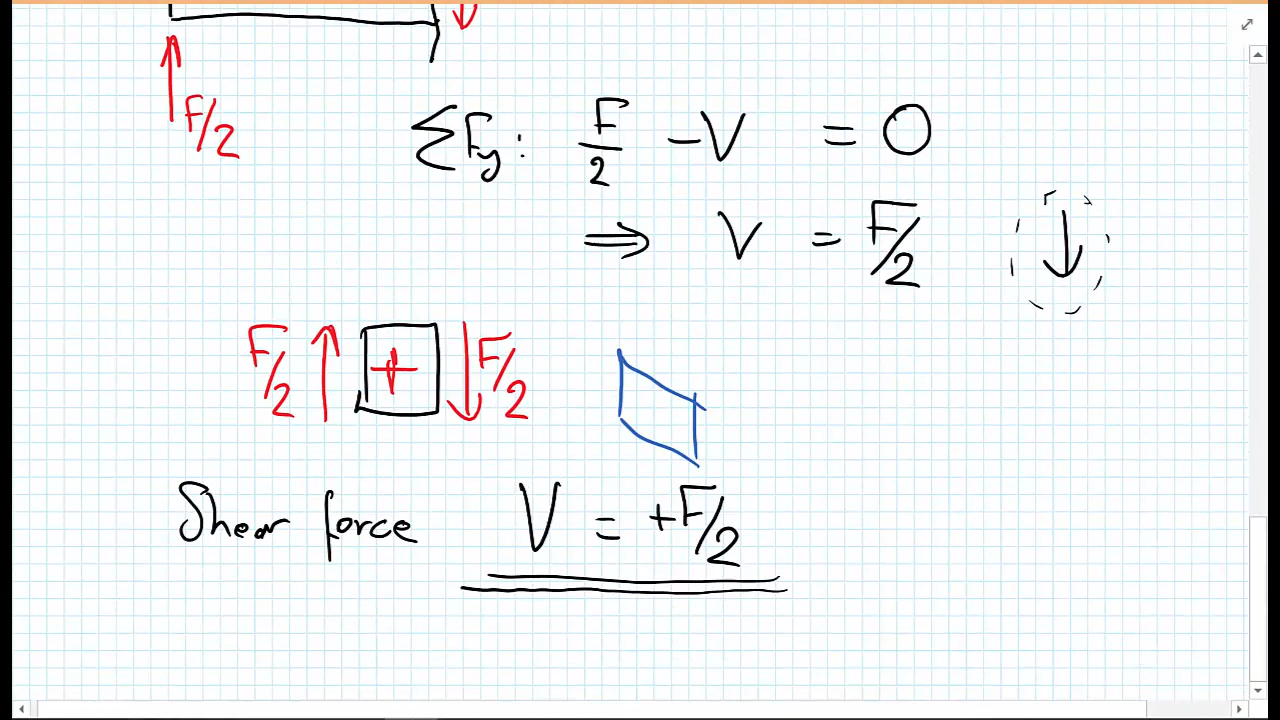 V
F/2
ΣFy: F/2 - V = 0
⇒ V = F/2 ↓
F/2 ↑ + ↓ F/2
Shear force V = +F/2